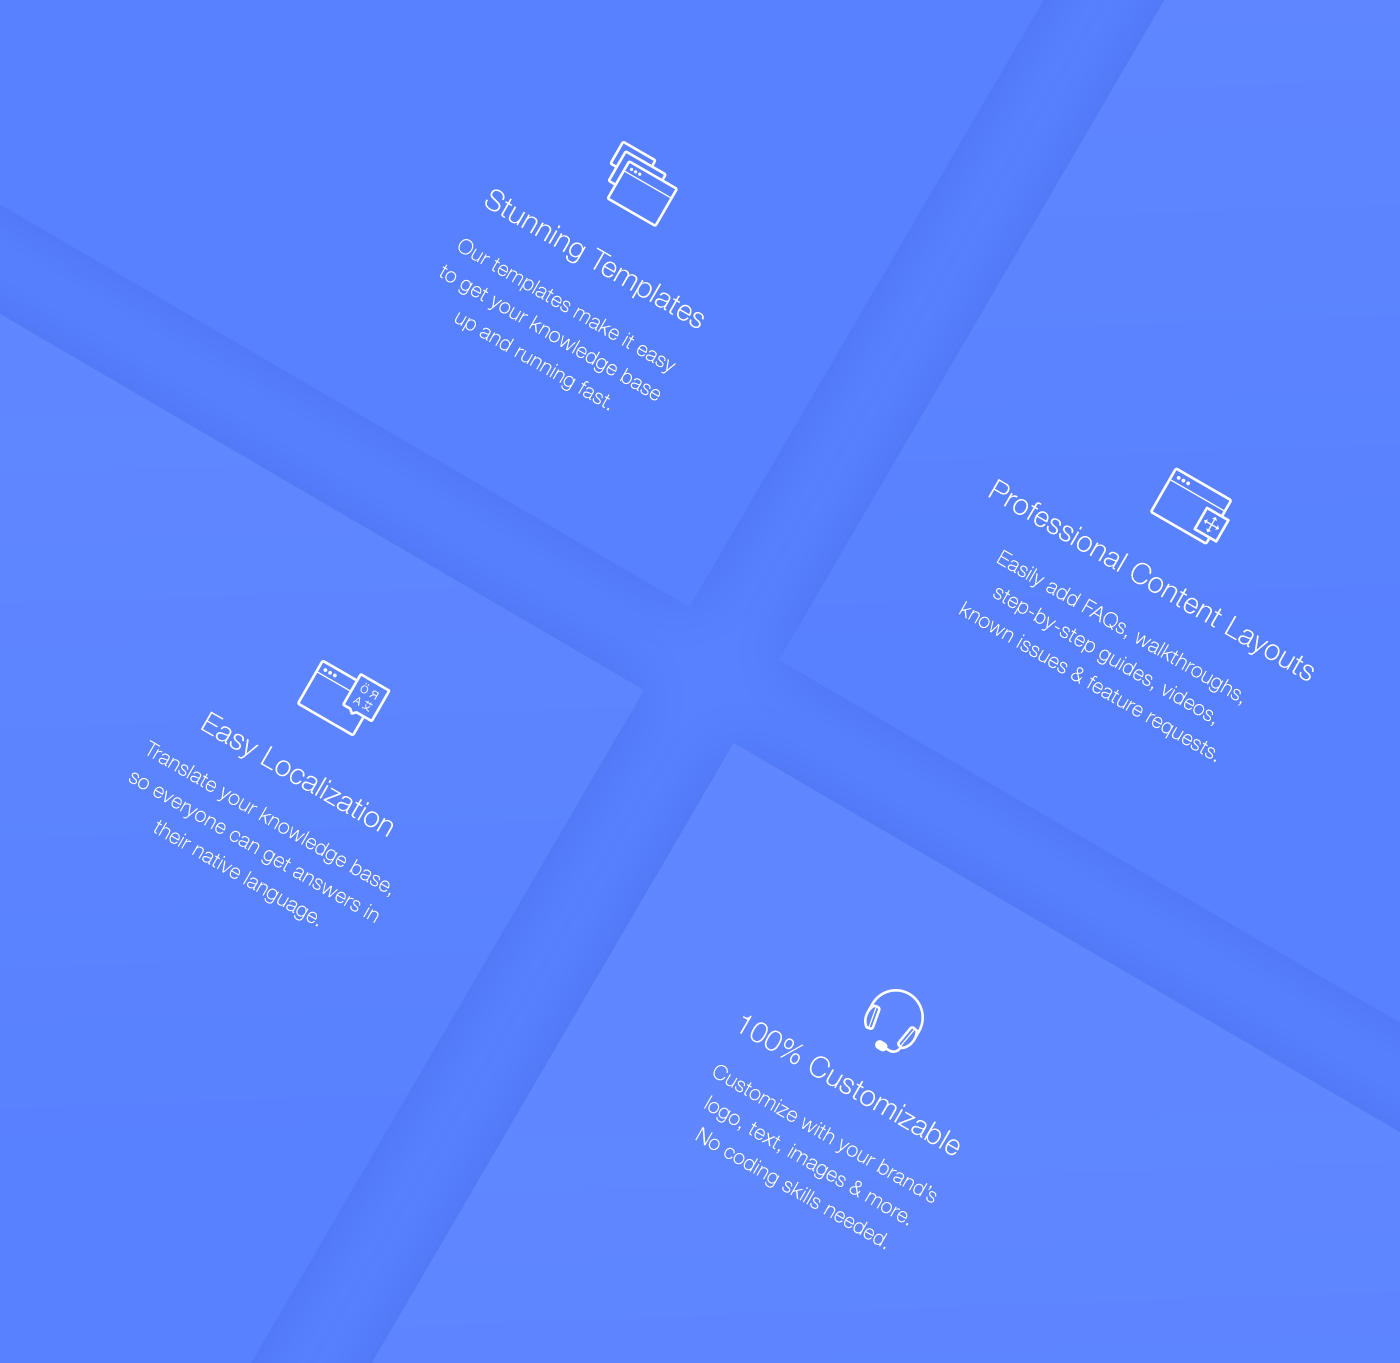 Stunning Templates
Our templates make it easy
to get your knowledge base
up and running fast.
Professional Content Layouts
Easily add FAQs, walkthroughs,
step-by-step guides, videos,
known issues & feature requests.
Ö Я
A 文
Easy Localization
Translate your knowledge base,
so everyone can get answers in
their native language.
100% Customizable
Customize with your brand's
logo, text, images & more.
No coding skills needed.